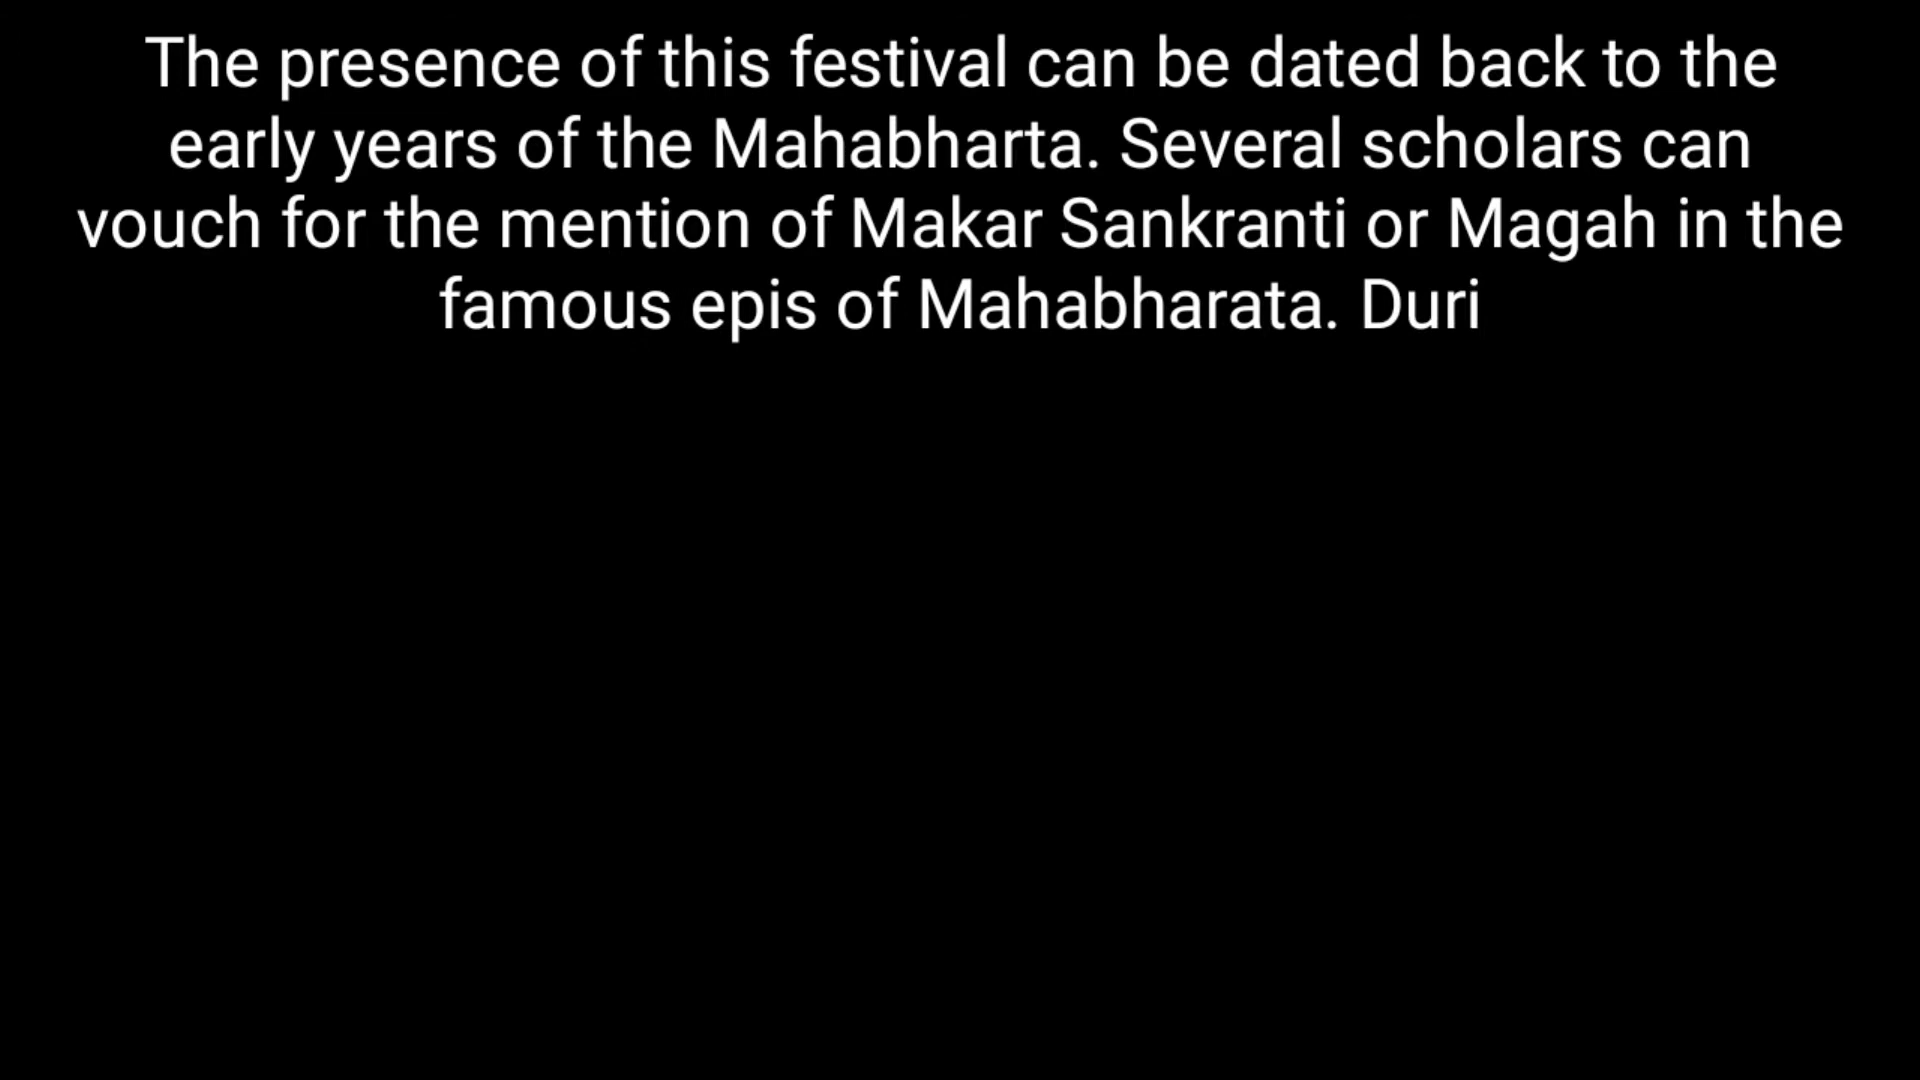 The presence of this festival can be dated back to the
early years of the Mahabharta. Several scholars can
vouch for the mention of Makar Sankranti or Magah in the
famous epis of Mahabharata. Duri